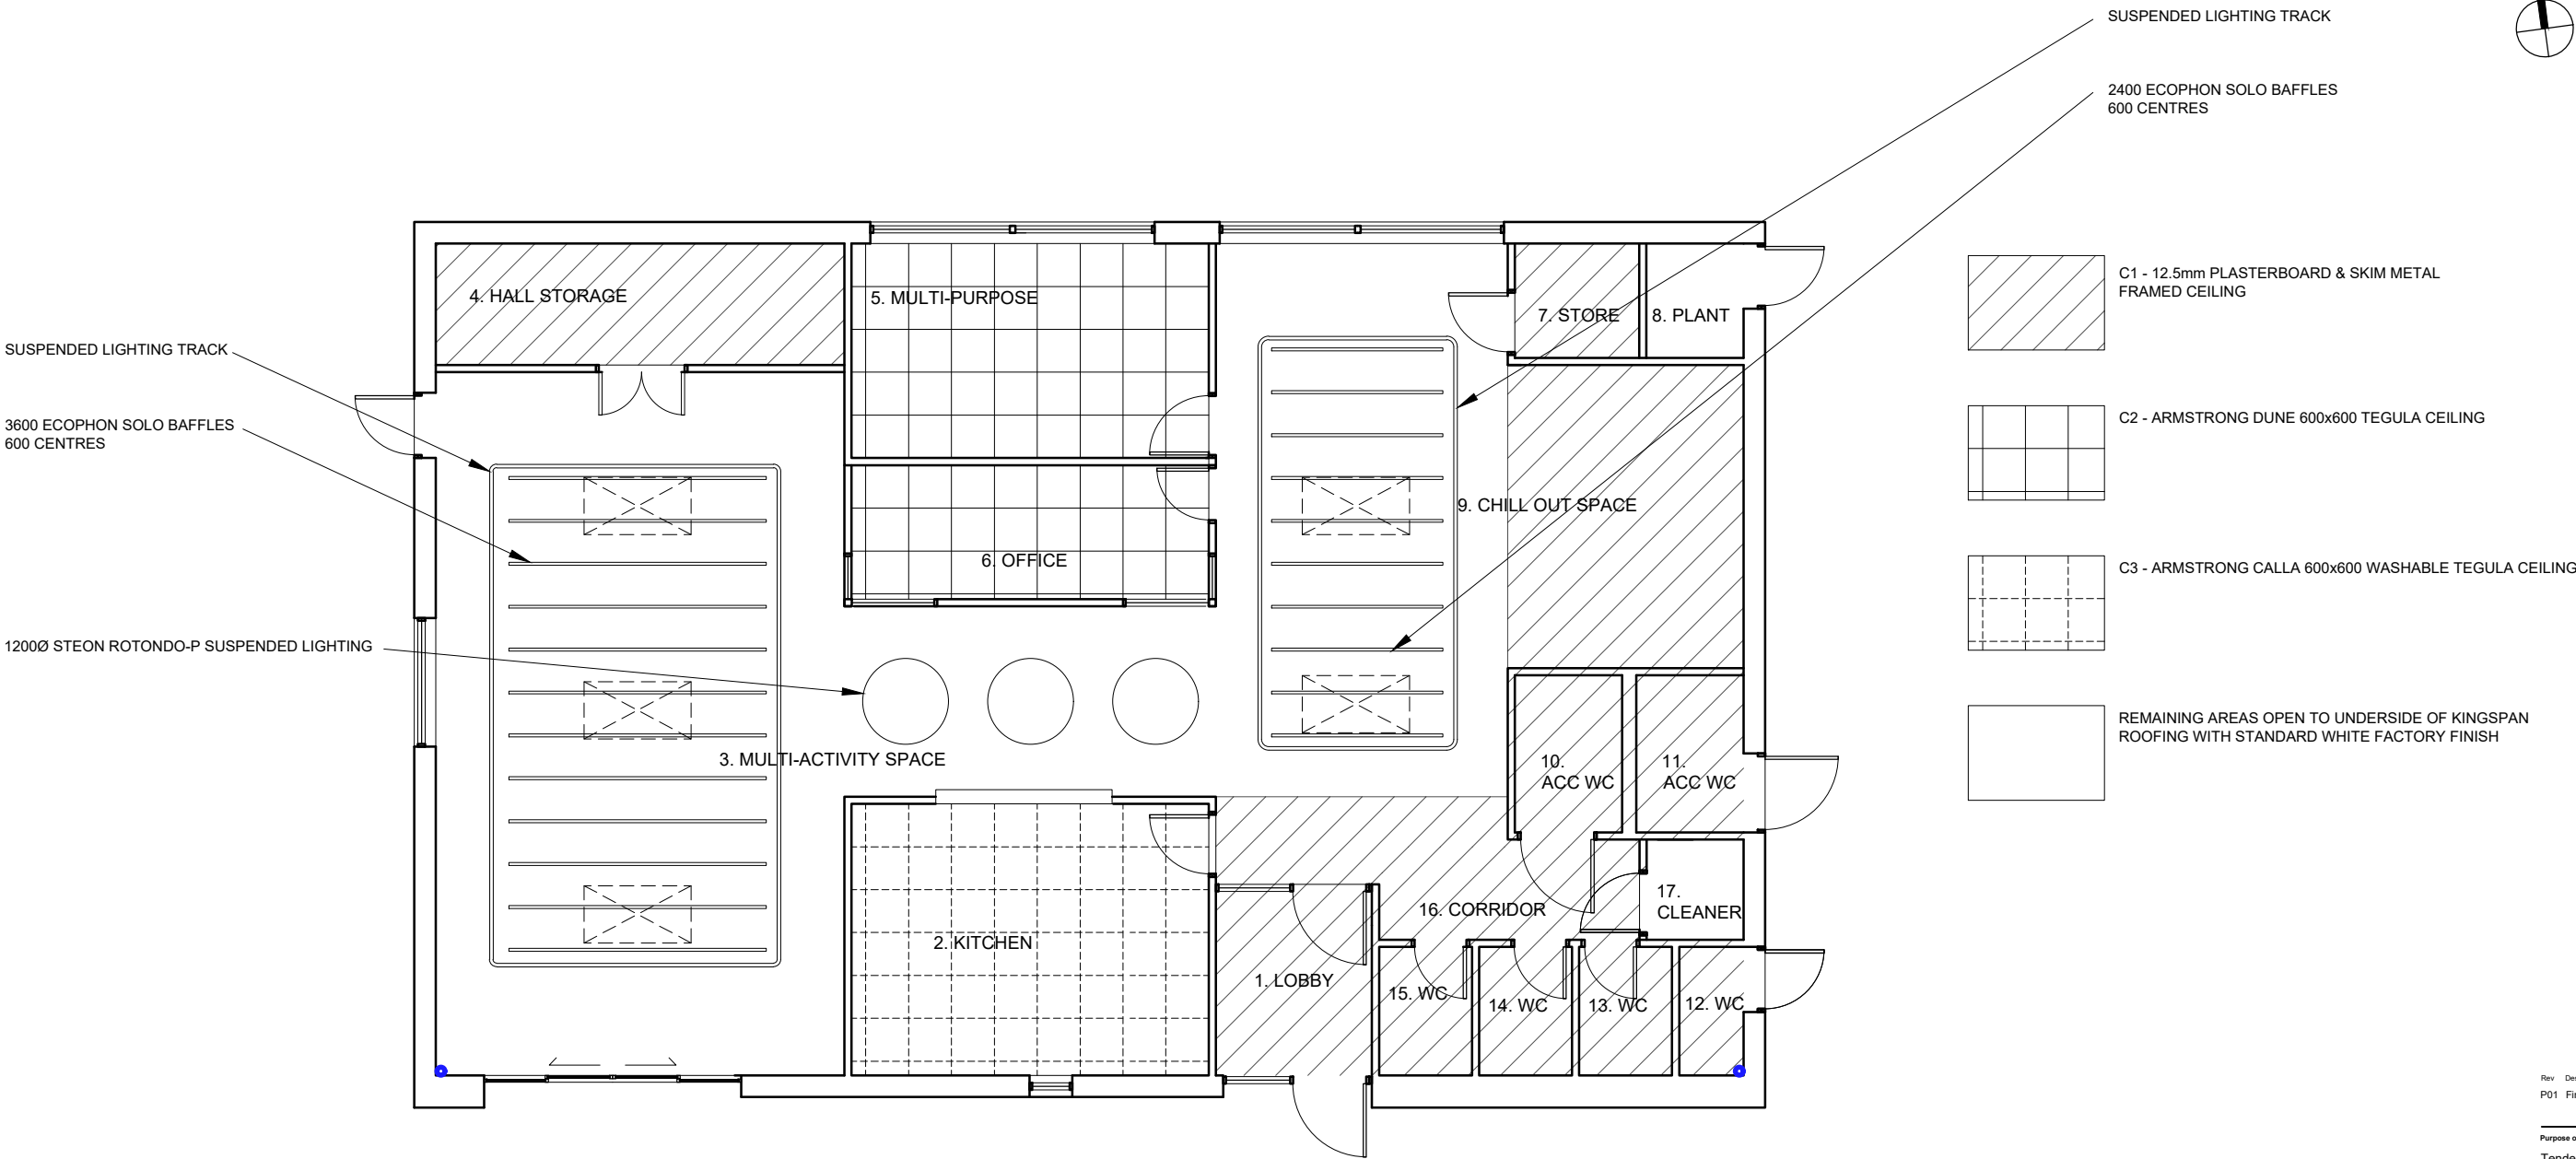 SUSPENDED LIGHTING TRACK
2400 ECOPHON SOLO BAFFLES
600 CENTRES
C1 - 12.5mm PLASTERBOARD & SKIM METAL
FRAMED CEILING
4. HALL STORAGE
5. MULTI-PURPOSE
7. STORE
8. PLANT
SUSPENDED LIGHTING TRACK
3600 ECOPHON SOLO BAFFLES
600 CENTRES
C2 - ARMSTRONG DUNE 600x600 TEGULA CEILING
9. CHILL OUT SPACE
6. OFFICE
C3 - ARMSTRONG CALLA 600x600 WASHABLE TEGULA CEILING
1200Ø STEON ROTONDO-P SUSPENDED LIGHTING
REMAINING AREAS OPEN TO UNDERSIDE OF KINGSPAN
ROOFING WITH STANDARD WHITE FACTORY FINISH
3. MULTI-ACTIVITY SPACE
10.
ACC WC
11.
ACC WC
17.
CLEANER
16. CORRIDOR
2. KITCHEN
1. LOBBY
15. WC
14. WC
13. WC
12. WC
Rev
P01
Purpose o